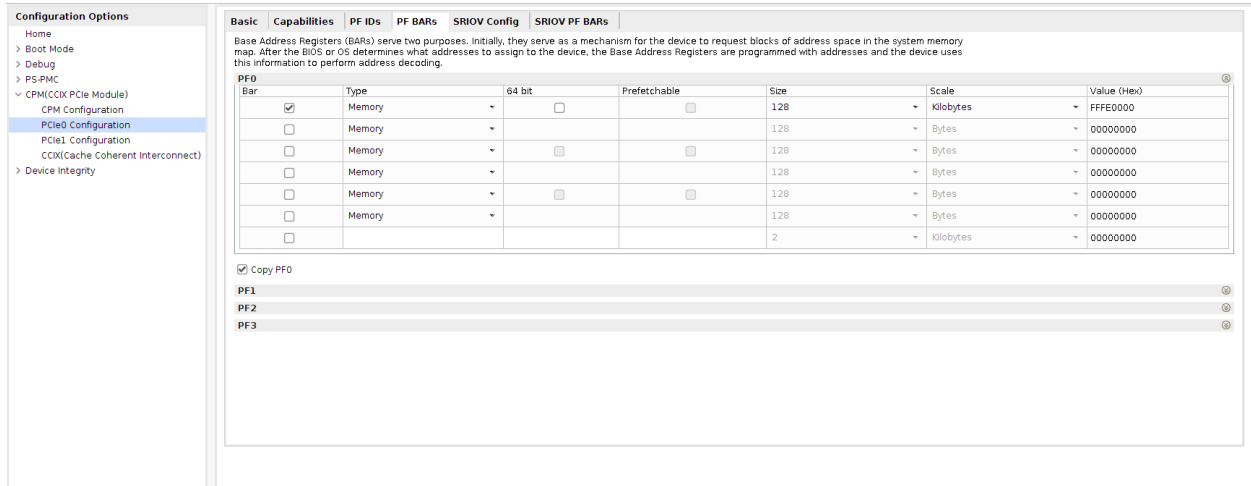 Configuration Options
Home
> Boot Mode
> Debug
> PS-PMC
CPM(CCIX PCIe Module)
CPM Configuration
PCIe0 Configuration
PCIe1 Configuration
CCIX(Cache Coherent Interconnect)
> Device Integrity
Basic Capabilities PF IDs PF BARs SRIOV Config SRIOV PF BARs
Base Address Registers (BARs) serve two purposes. Initially, they serve as a mechanism for the device to request blocks of address space in the system memory
map. After the BIOS or OS determines what addresses to assign to the device, the Base Address Registers are programmed with addresses and the device uses
this information to perform address decoding.
PF0
Bar Type 64 bit Prefetchable Size Scale Value (Hex)
Memory 128 Kilobytes FFFE0000
Memory 128 Bytes 00000000
Memory 128 Bytes 00000000
Memory 128 Bytes 00000000
Memory 128 Bytes 00000000
Memory 128 Bytes 00000000
2 Kilobytes 00000000
Copy PF0
PF1
PF2
PF3